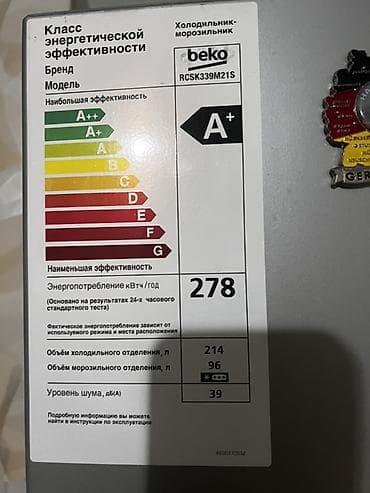 Класс
энергетической
эффективности
Холодильник-
морозильник
Бренд
beko
Модель
RCSK339M21S
Наибольшая эффективность
A++
A+
A
B
C
D
E
F
G
A+
Наименьшая эффективность
Энергопотребление кВтч/год
278
(Основано на результатах 24-х часового
стандартного теста)
Фактическое энергопотребление зависит от
используемого режима и места расположения
Объём холодильного отделения, л 214
Объём морозильного отделения, л 96
Уровень шума, дБ(А) 39
Подробную информацию вы можете
найти в инструкции по эксплуатации
GER